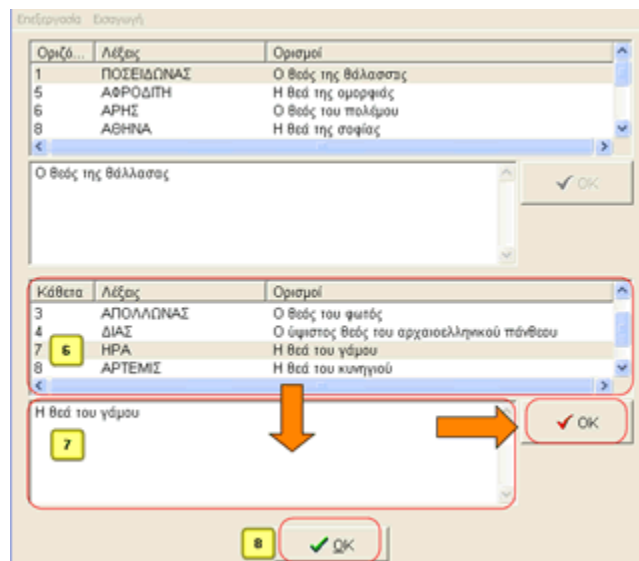 Επεξεργασία Εισαγωγή
Οριζό... Λέξεις Ορισμοί
1 ΠΟΣΕΙΔΩΝΑΣ Ο θεός της θάλασσας
5 ΑΦΡΟΔΙΤΗ Η θεά της ομορφιάς
6 ΑΡΗΣ Ο θεός του πολέμου
8 ΑΘΗΝΑ Η θεά της σοφίας
Ο θεός της θάλλασας
OK
Κάθετα Λέξεις Ορισμοί
3 ΑΠΟΛΛΩΝΑΣ Ο θεός του φωτός
4 ΔΙΑΣ Ο ύψιστος θεός του αρχαιοελληνικού πάνθεου
7 6 ΗΡΑ Η θεά του γάμου
8 ΑΡΤΕΜΙΣ Η θεά του κυνηγιού
Η θεά του γάμου
7
OK
8 OK